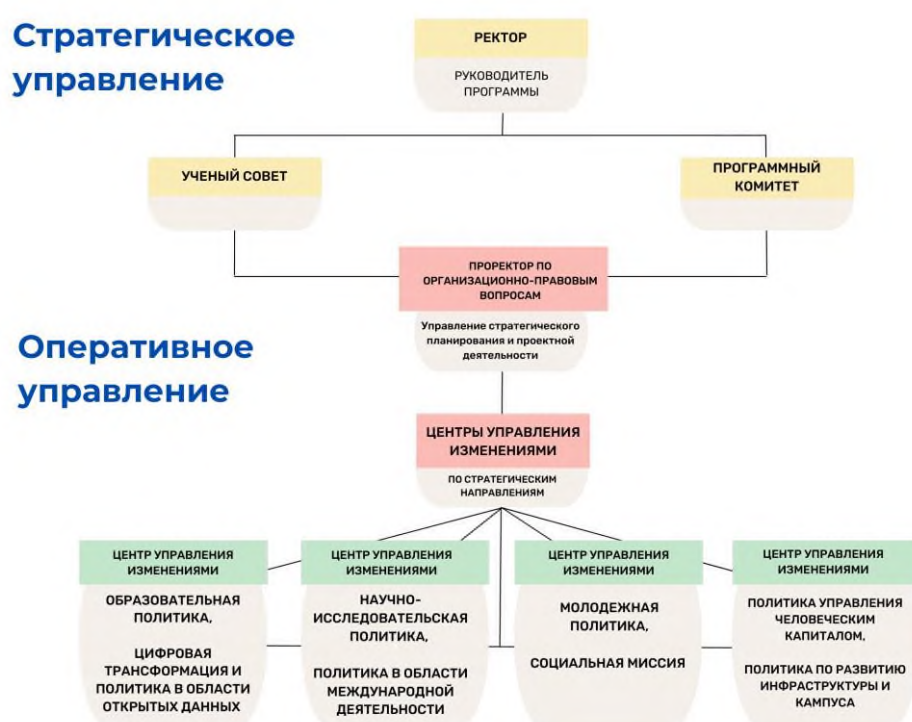 Стратегическое
управление
РЕКТОР
РУКОВОДИТЕЛЬ
ПРОГРАММЫ
УЧЕНЫЙ СОВЕТ
ПРОГРАММНЫЙ
КОМИТЕТ
ПРОРЕКТОР ПО
ОРГАНИЗАЦИОННО-ПРАВОВЫМ
ВОПРОСАМ
Управление стратегического
планирования и проектной
деятельности
Оперативное
управление
ЦЕНТРЫ УПРАВЛЕНИЯ
ИЗМЕНЕНИЯМИ
ПО СТРАТЕГИЧЕСКИМ
НАПРАВЛЕНИЯМ
ЦЕНТР УПРАВЛЕНИЯ
ИЗМЕНЕНИЯМИ
ОБРАЗОВАТЕЛЬНАЯ
ПОЛИТИКА,
ЦИФРОВАЯ
ТРАНСФОРМАЦИЯ И
ПОЛИТИКА В ОБЛАСТИ
ОТКРЫТЫХ ДАННЫХ
ЦЕНТР УПРАВЛЕНИЯ
ИЗМЕНЕНИЯМИ
НАУЧНО-
ИССЛЕДОВАТЕЛЬСКАЯ
ПОЛИТИКА,
ПОЛИТИКА В ОБЛАСТИ
МЕЖДУНАРОДНОЙ
ДЕЯТЕЛЬНОСТИ
ЦЕНТР УПРАВЛЕНИЯ
ИЗМЕНЕНИЯМИ
МОЛОДЕЖНАЯ
ПОЛИТИКА,
СОЦИАЛЬНАЯ МИССИЯ
ЦЕНТР УПРАВЛЕНИЯ
ИЗМЕНЕНИЯМИ
ПОЛИТИКА УПРАВЛЕНИЯ
ЧЕЛОВЕЧЕСКИМ
КАПИТАЛОМ,
ПОЛИТИКА ПО РАЗВИТИЮ
ИНФРАСТРУКТУРЫ И
КАМПУСА